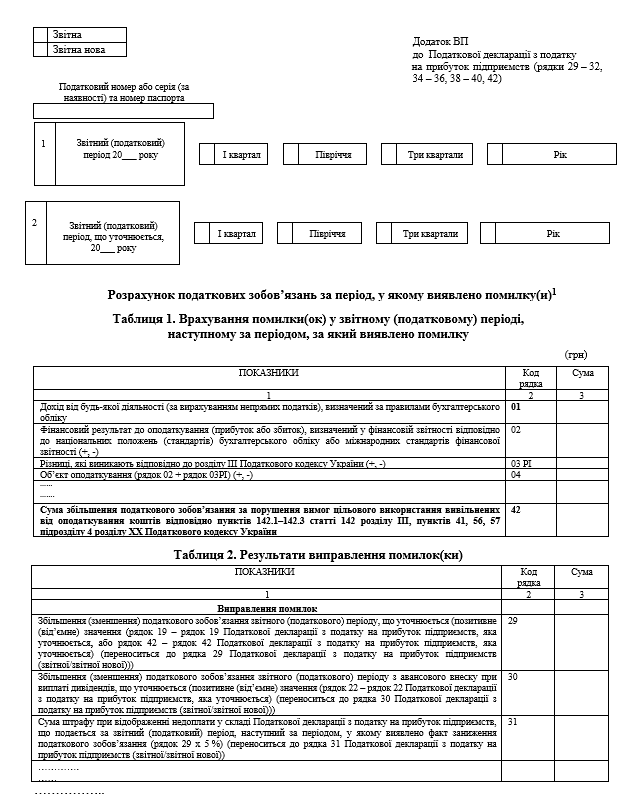 Звітна
Звітна нова
Додаток ВП
до Податкової декларації з податку
на прибуток підприємств (рядки 29 – 32,
34 – 36, 38 – 40, 42)
Податковий номер або серія (за
наявності) та номер паспорта
1
Звітний (податковий)
період 20___ року
І квартал
Півріччя
Три квартали
Рік
2
Звітний (податковий)
період, що уточнюється,
20___ року
І квартал
Півріччя
Три квартали
Рік
Розрахунок податкових зобов’язань за період, у якому виявлено помилку(и)1
Таблиця 1. Врахування помилки(ок) у звітному (податковому) періоді,
наступному за періодом, за який виявлено помилку
(грн)
ПОКАЗНИКИ Код Сума
рядка
1 2 3
Дохід від будь-якої діяльності (за вирахуванням непрямих податків), визначений за правилами бухгалтерського 01
обліку
Фінансовий результат до оподаткування (прибуток або збиток), визначений у фінансовій звітності відповідно 02
до національних положень (стандартів) бухгалтерського обліку або міжнародних стандартів фінансової
звітності (+, -)
Різниці, які виникають відповідно до розділу ІІІ Податкового кодексу України (+, -) 03 РІ
Об’єкт оподаткування (рядок 02 + рядок 03РІ) (+, -) 04
......
.......
Сума збільшення податкового зобов’язання за порушення вимог цільового використання вивільнених 42
від оподаткування коштів відповідно пунктів 142.1–142.3 статті 142 розділу ІІІ, пунктів 41, 56, 57
підрозділу 4 розділу ХХ Податкового кодексу України
Таблиця 2. Результати виправлення помилок(ки)
ПОКАЗНИКИ Код Сума
рядка
1 2 3
Виправлення помилок
Збільшення (зменшення) податкового зобов’язання звітного (податкового) періоду, що уточнюється (позитивне 29
(від’ємне) значення (рядок 19 – рядок 19 Податкової декларації з податку на прибуток підприємств, яка
уточнюється, або рядок 42 – рядок 42 Податкової декларації з податку на прибуток підприємств, яка
уточнюється) (переноситься до рядка 29 Податкової декларації з податку на прибуток підприємств
(звітної/звітної нової)))
Збільшення (зменшення) податкового зобов’язання звітного (податкового) періоду з авансового внеску при 30
виплаті дивідендів, що уточнюється (позитивне (від’ємне) значення (рядок 22 – рядок 22 Податкової декларації
з податку на прибуток підприємств, яка уточнюється) (переноситься до рядка 30 Податкової декларації з
податку на прибуток підприємств (звітної/звітної нової)))
Сума штрафу при відображенні недоплати у складі Податкової декларації з податку на прибуток підприємств, 31
що подається за звітний (податковий) період, наступний за періодом, у якому виявлено факт заниження
податкового зобов’язання (рядок 29 х 5 %) (переноситься до рядка 31 Податкової декларації з податку на
прибуток підприємств (звітної/звітної нової))
.............
......
.................